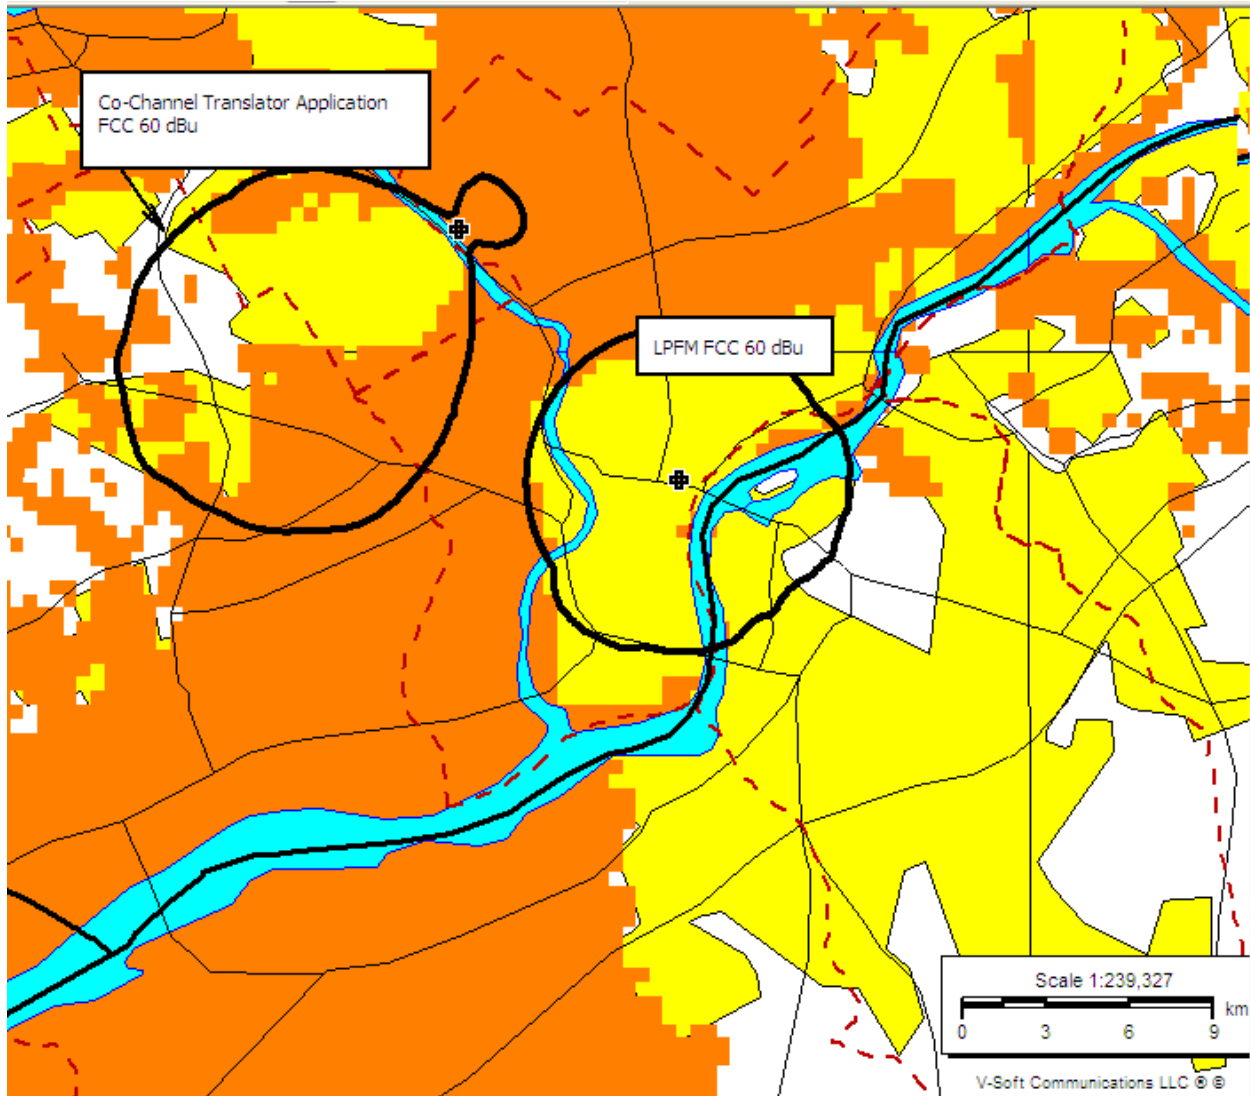 Co-Channel Translator Application
FCC 60 dBu
LPFM FCC 60 dBu
Scale 1:239,327
km
0 3 6 9
V-Soft Communications LLC ® ©